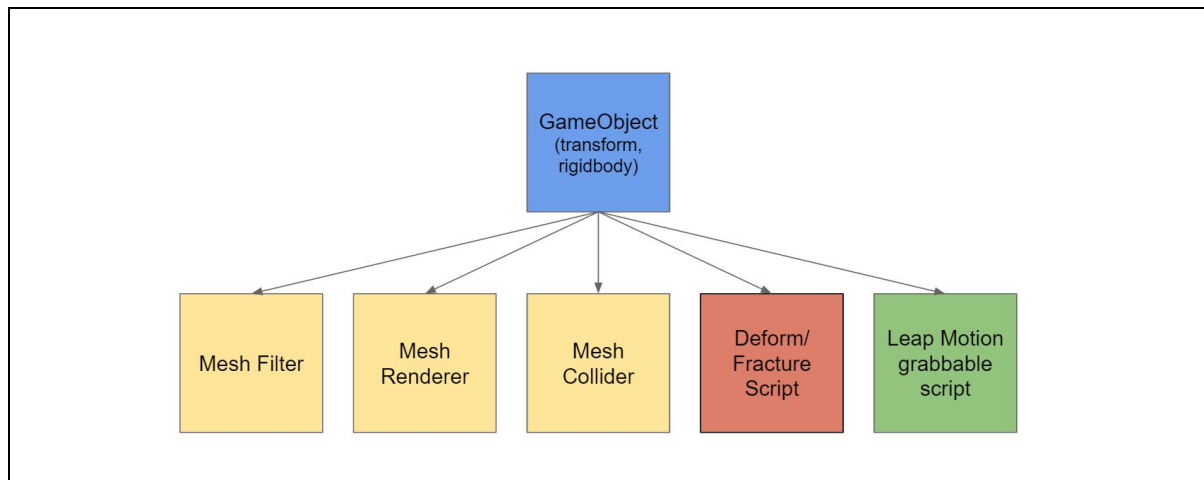 GameObject
(transform,
rigidbody)
Mesh Filter
Mesh
Renderer
Mesh
Collider
Deform/
Fracture
Script
Leap Motion
grabbable
script